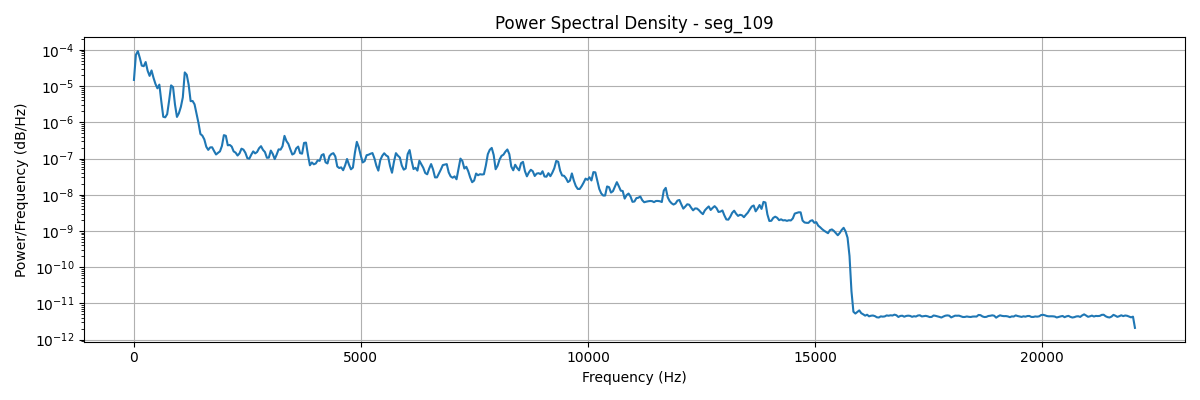 Power Spectral Density - seg_109
Power/Frequency (dB/Hz)
10⁻⁴
10⁻⁵
10⁻⁶
10⁻⁷
10⁻⁸
10⁻⁹
10⁻¹⁰
10⁻¹¹
10⁻¹²
0 5000 10000 15000 20000
Frequency (Hz)